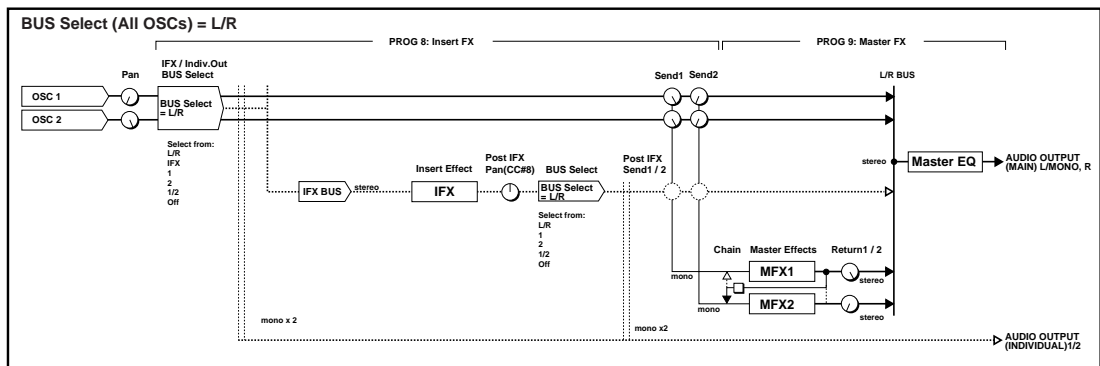 BUS Select (All OSCs) = L/R
PROG 8: Insert FX
PROG 9: Master FX
IFX / Indiv.Out
BUS Select
Pan
Send1
Send2
L/R BUS
OSC 1
OSC 2
BUS Select
= L/R
Select from:
L/R
IFX
1
2
1/2
Off
IFX BUS
stereo
Insert Effect
IFX
Post IFX
Pan(CC#8)
BUS Select
BUS Select
= L/R
Select from:
L/R
1
2
1/2
Off
Post IFX
Send1 / 2
stereo
Master EQ
AUDIO OUTPUT
(MAIN) L/MONO, R
Chain
Master Effects
Return1 / 2
mono
MFX1
stereo
mono
MFX2
stereo
mono x 2
mono x2
AUDIO OUTPUT
(INDIVIDUAL)1/2